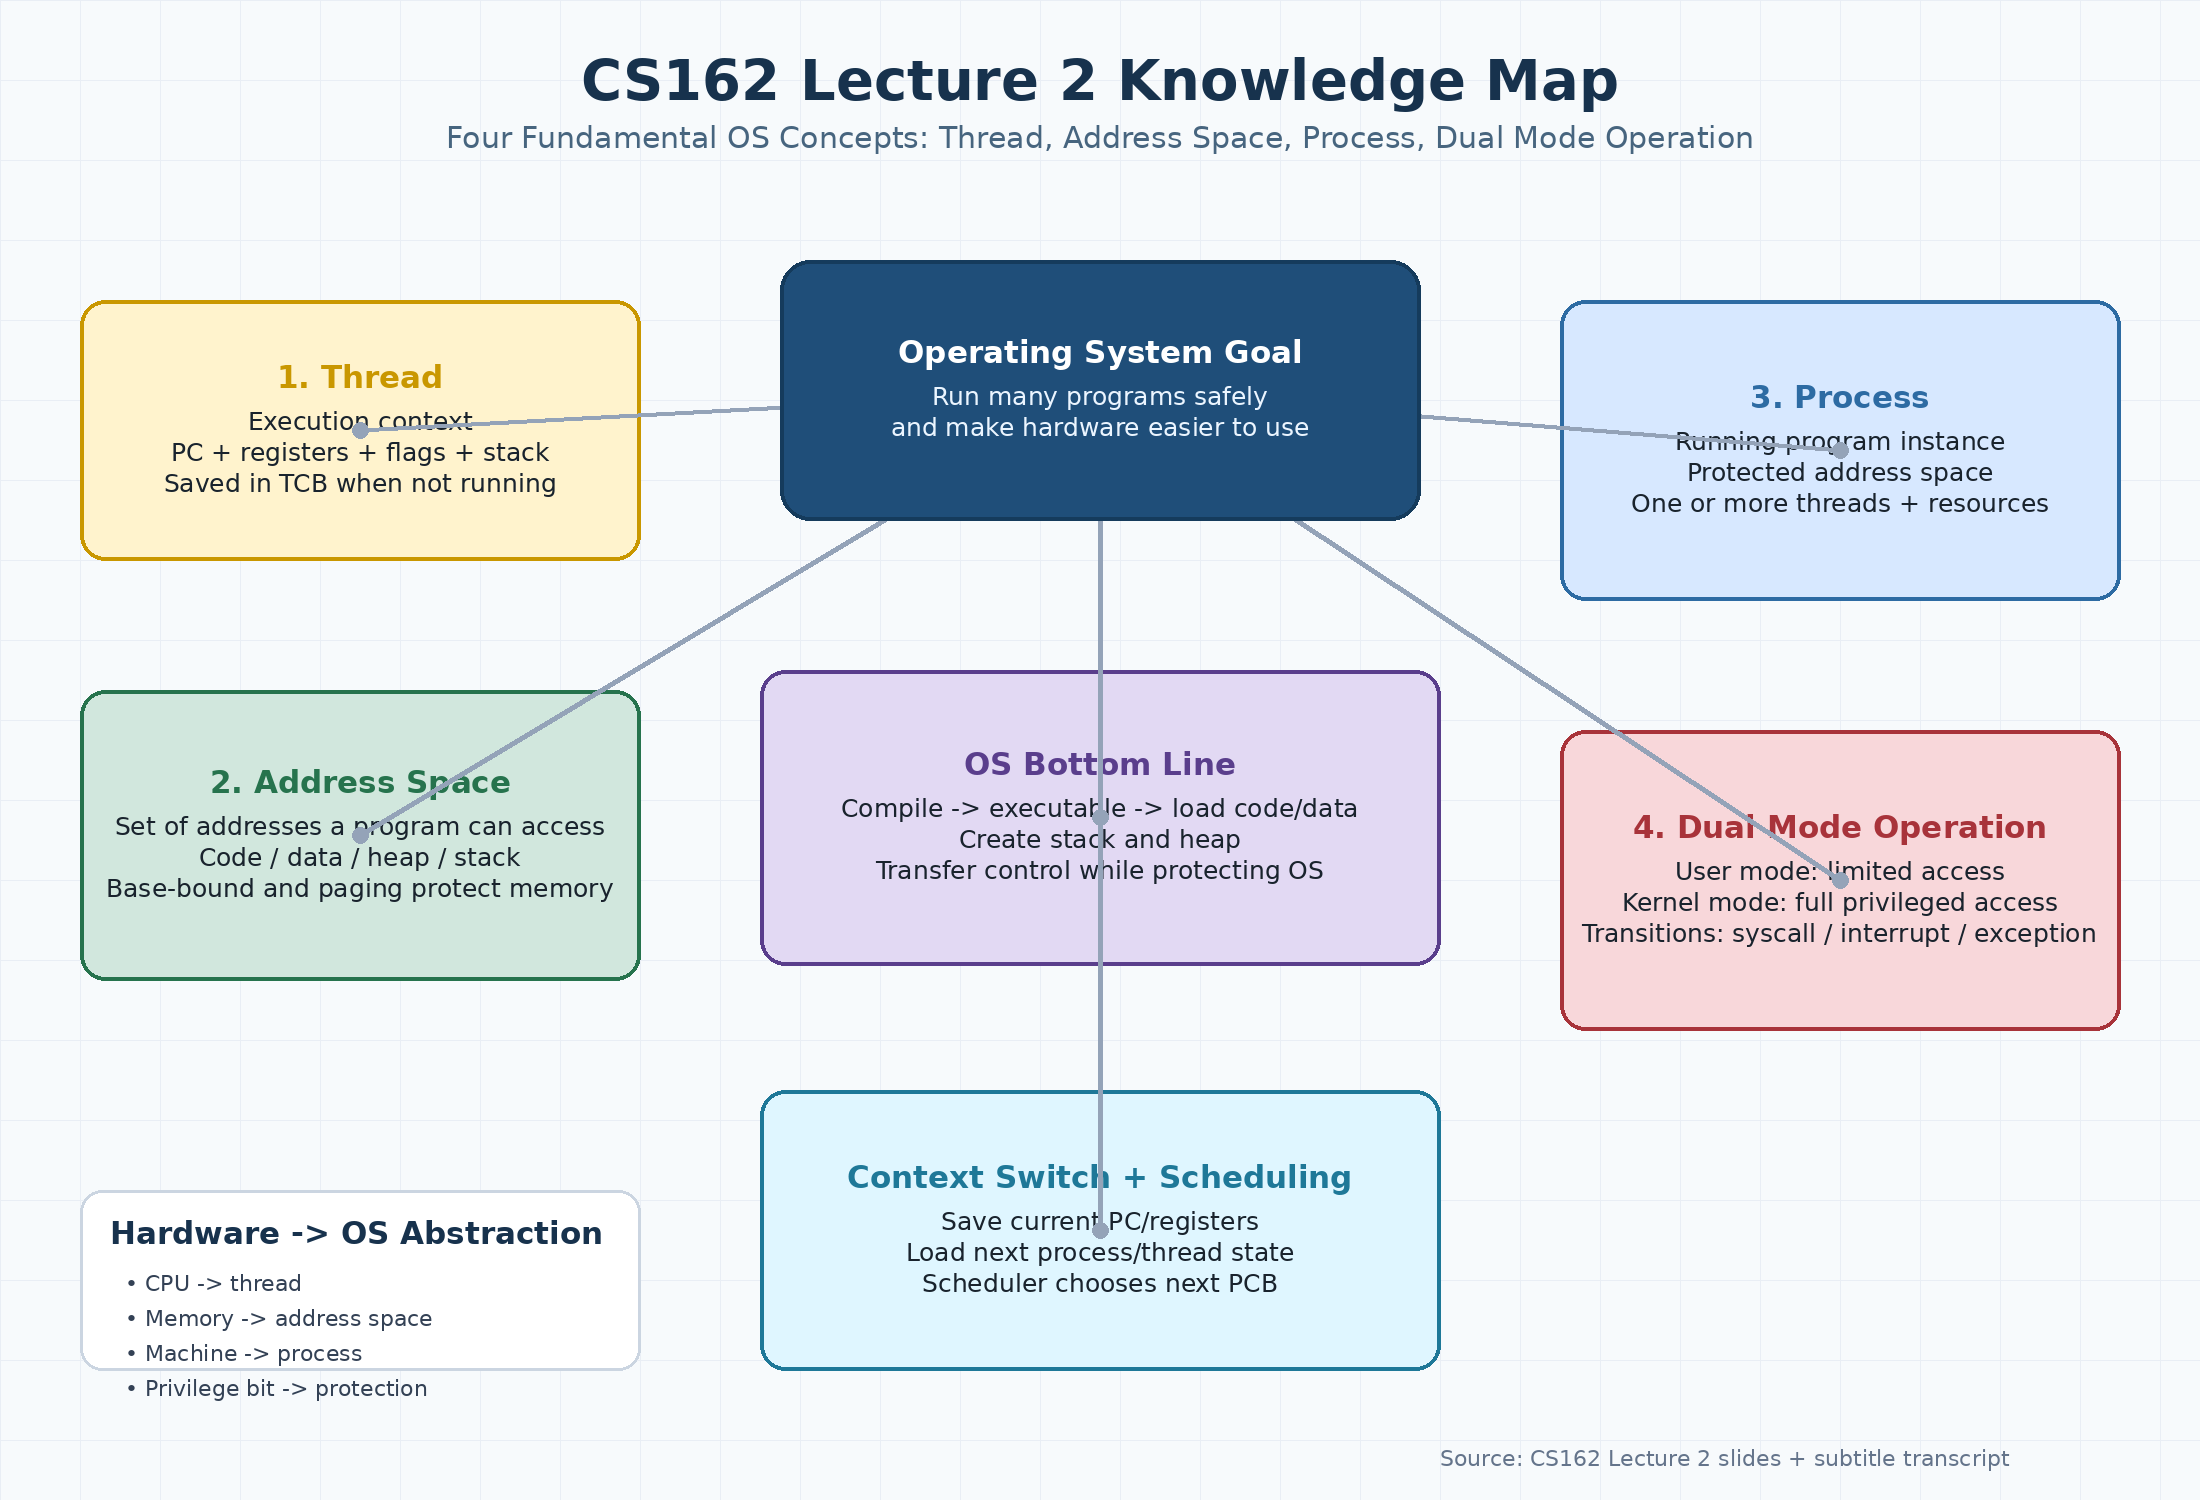 CS162 Lecture 2 Knowledge Map
Four Fundamental OS Concepts: Thread, Address Space, Process, Dual Mode Operation
Operating System Goal
Run many programs safely
and make hardware easier to use
1. Thread
Execution context
PC + registers + flags + stack
Saved in TCB when not running
3. Process
Running program instance
Protected address space
One or more threads + resources
2. Address Space
Set of addresses a program can access
Code / data / heap / stack
Base-bound and paging protect memory
OS Bottom Line
Compile -> executable -> load code/data
Create stack and heap
Transfer control while protecting OS
4. Dual Mode Operation
User mode: limited access
Kernel mode: full privileged access
Transitions: syscall / interrupt / exception
Context Switch + Scheduling
Save current PC/registers
Load next process/thread state
Scheduler chooses next PCB
Hardware -> OS Abstraction
• CPU -> thread
• Memory -> address space
• Machine -> process
• Privilege bit -> protection
Source: CS162 Lecture 2 slides + subtitle transcript